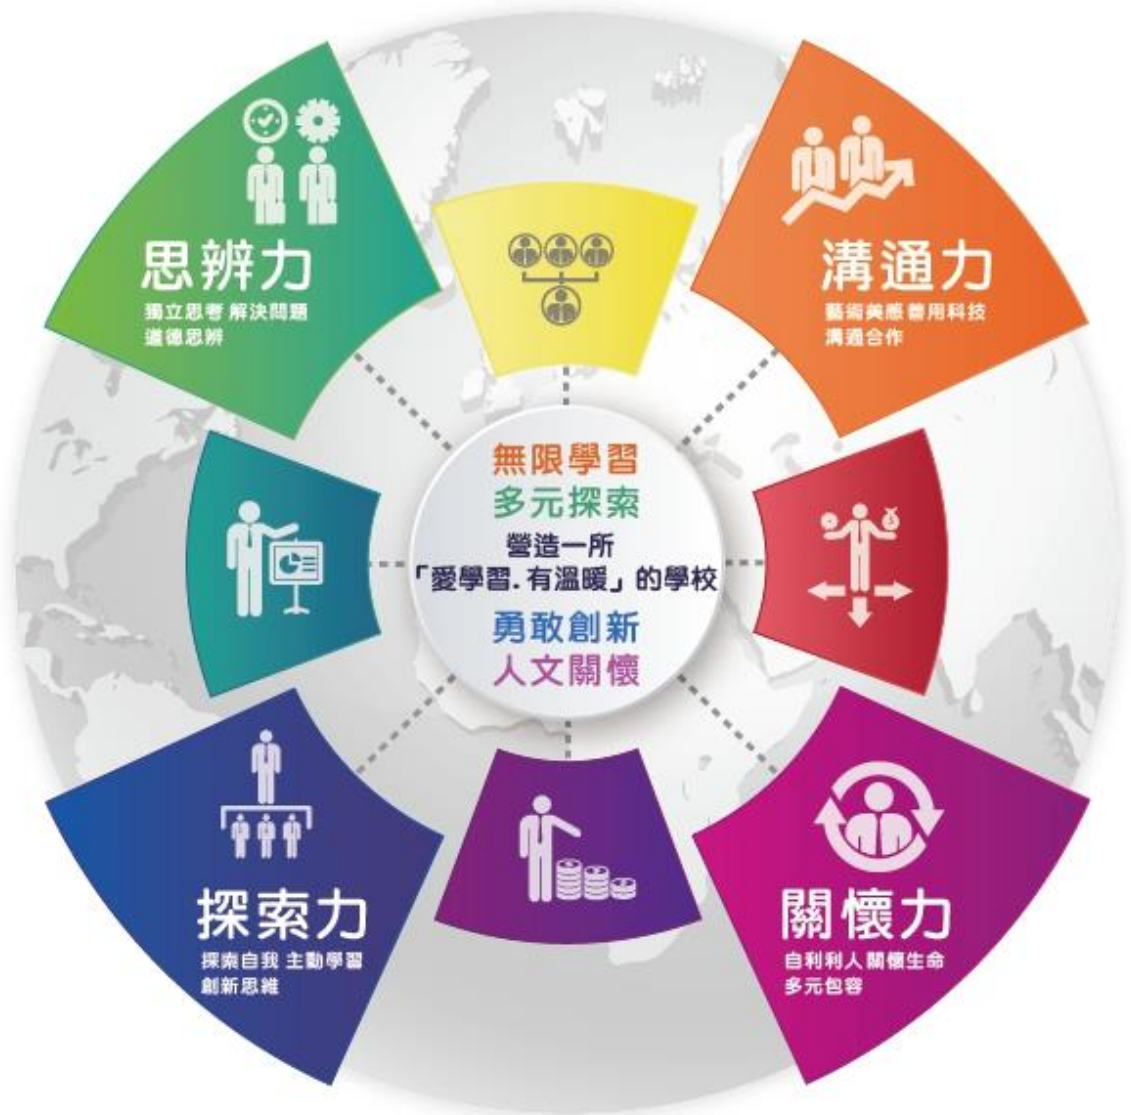 思辨力
獨立思考 解決問題
道德思辨
溝通力
藝術美感 善用科技
溝通合作
無限學習
多元探索
營造一所
「愛學習.有溫暖」的學校
勇敢創新
人文關懷
探索力
探索自我 主動學習
創新思維
關懷力
自利利人 關懷生命
多元包容